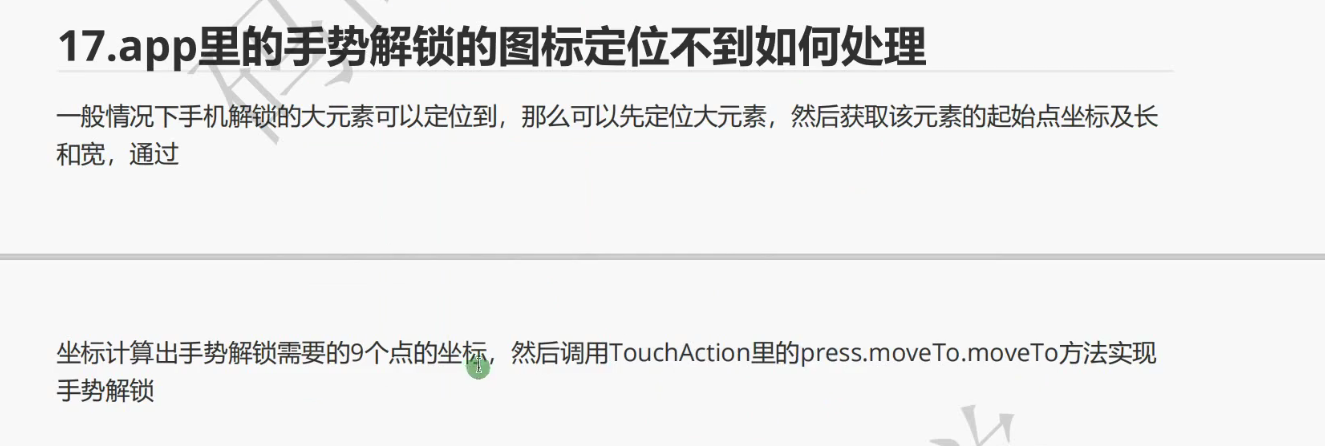 17.app里的手势解锁的图标定位不到如何处理
一般情况下手机解锁的大元素可以定位到，那么可以先定位大元素，然后获取该元素的起始点坐标及长
和宽，通过
坐标计算出手势解锁需要的9个点的坐标，然后调用TouchAction里的press.moveTo.moveTo方法实现
手势解锁